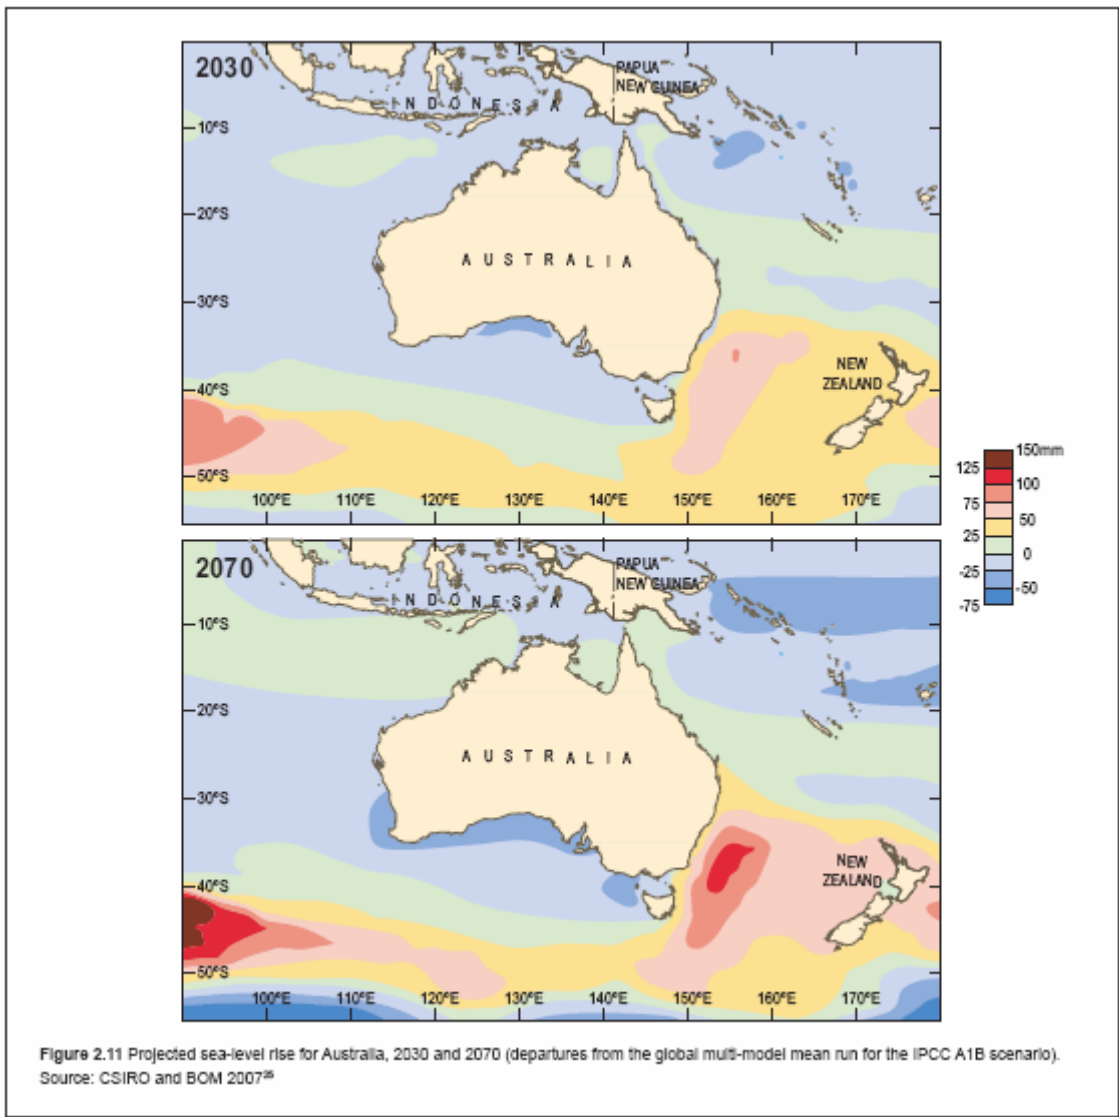 2030
PAPUA
NEW GUINEA
INDONESIA
10°S
20°S
AUSTRALIA
30°S
NEW
ZEALAND
40°S
50°S
100°E 110°E 120°E 130°E 140°E 150°E 160°E 170°E
150mm
125
100
75
50
25
0
-25
-50
-75
2070
PAPUA
NEW GUINEA
INDONESIA
10°S
20°S
AUSTRALIA
30°S
NEW
ZEALAND
40°S
50°S
100°E 110°E 120°E 130°E 140°E 150°E 160°E 170°E
Figure 2.11 Projected sea-level rise for Australia, 2030 and 2070 (departures from the global multi-model mean run for the IPCC A1B scenario).
Source: CSIRO and BOM 2007